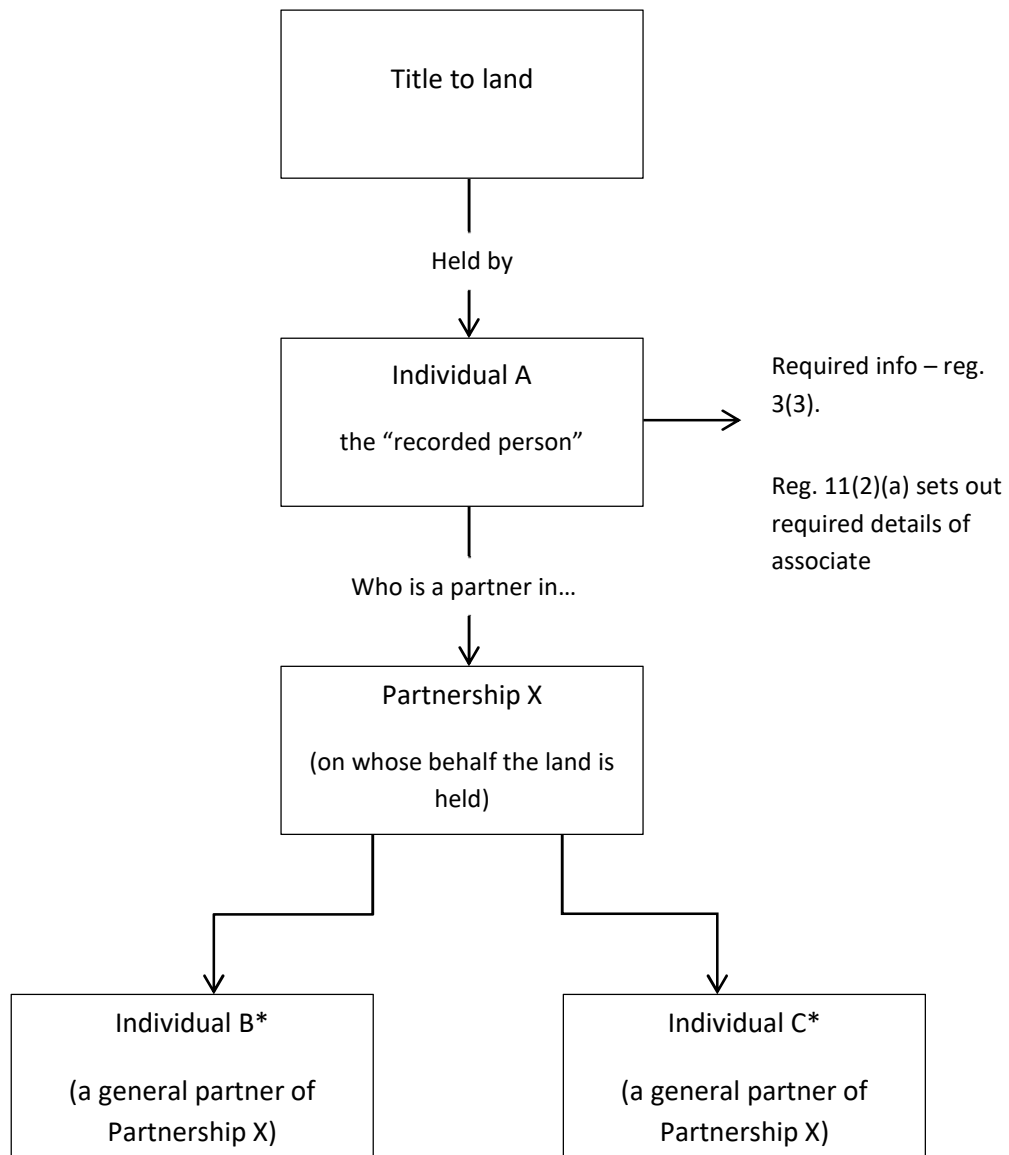 Title to land
Held by
Individual A
the “recorded person”
Required info – reg.
3(3).
Reg. 11(2)(a) sets out
required details of
associate
Who is a partner in…
Partnership X
(on whose behalf the land is
held)
Individual B*
(a general partner of
Partnership X)
Individual C*
(a general partner of
Partnership X)